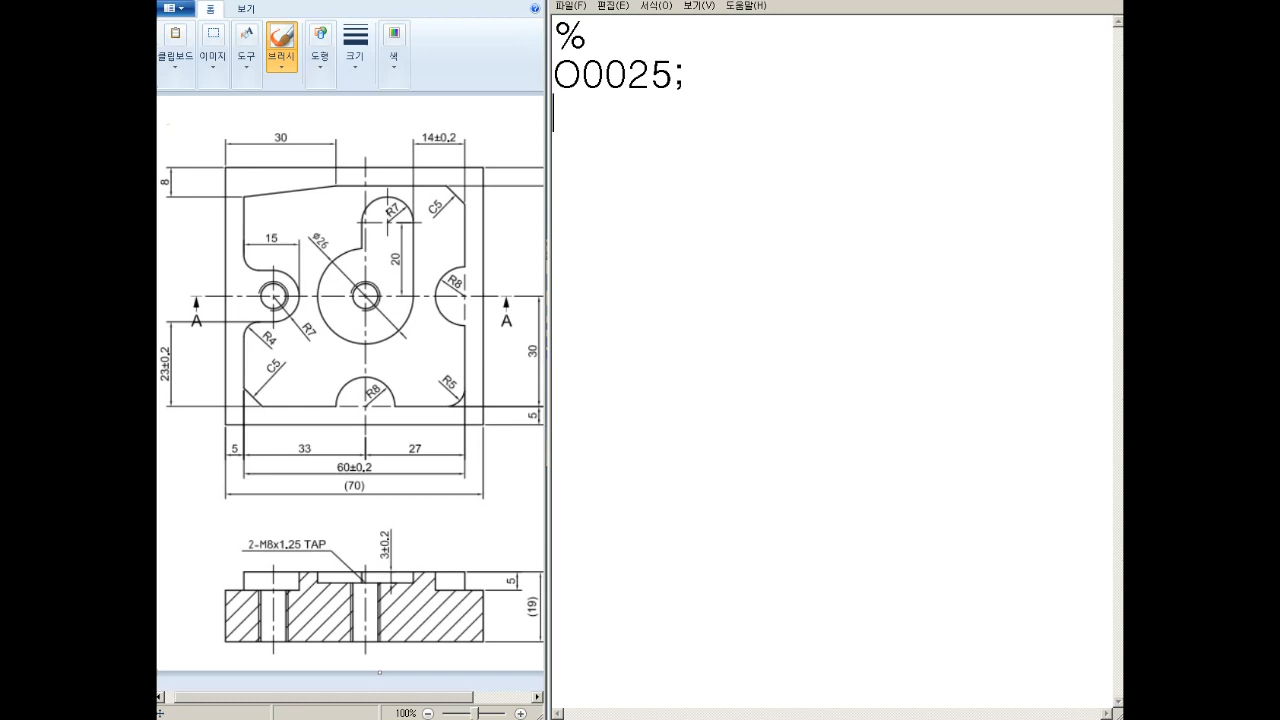 홈
보기
클립보드
이미지
도구
브러시
도형
크기
색
30
14±0.2
8
R7
C5
15
ø26
20
R8
A
A
R4
R7
23±0.2
C5
30
R8
R5
5
5
33
27
60±0.2
(70)
2-M8x1.25 TAP
3±0.2
5
(19)
100%
파일(F) 편집(E) 서식(O) 보기(V) 도움말(H)
%
O0025;